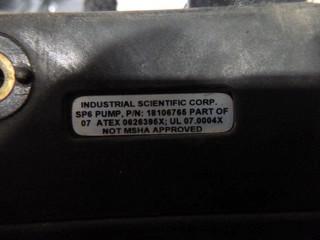 INDUSTRIAL SCIENTIFIC CORP.
SP6 PUMP, P/N: 18106765 PART OF
07 ATEX 0626395X; UL 07.0004X
NOT MSHA APPROVED